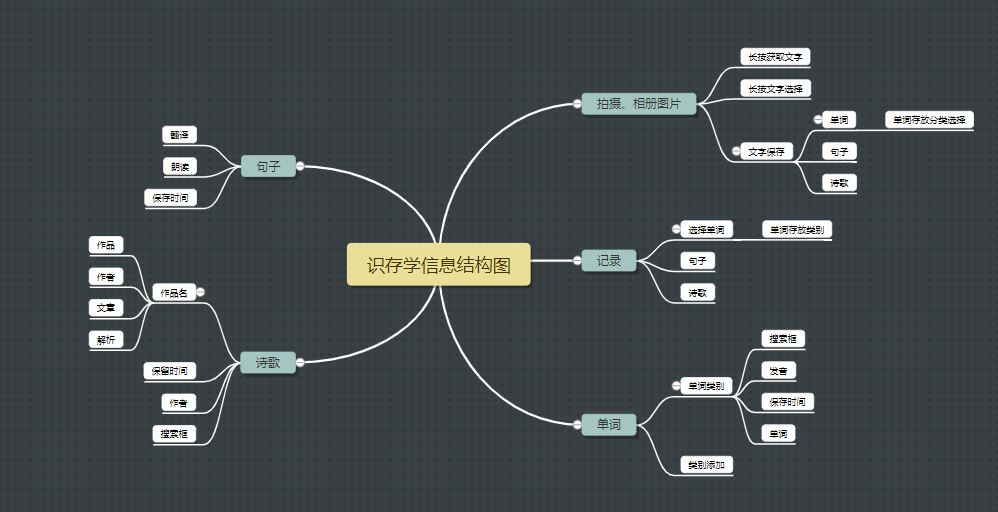 识存学信息结构图
拍摄、相册图片
长按获取文字
长按文字选择
文字保存
单词
单词存放分类选择
句子
诗歌
记录
选择单词
单词存放类别
句子
诗歌
单词
单词类别
搜索框
发音
保存时间
单词
类别添加
句子
翻译
朗读
保存时间
诗歌
作品名
作品
作者
文章
解析
保留时间
作者
搜索框